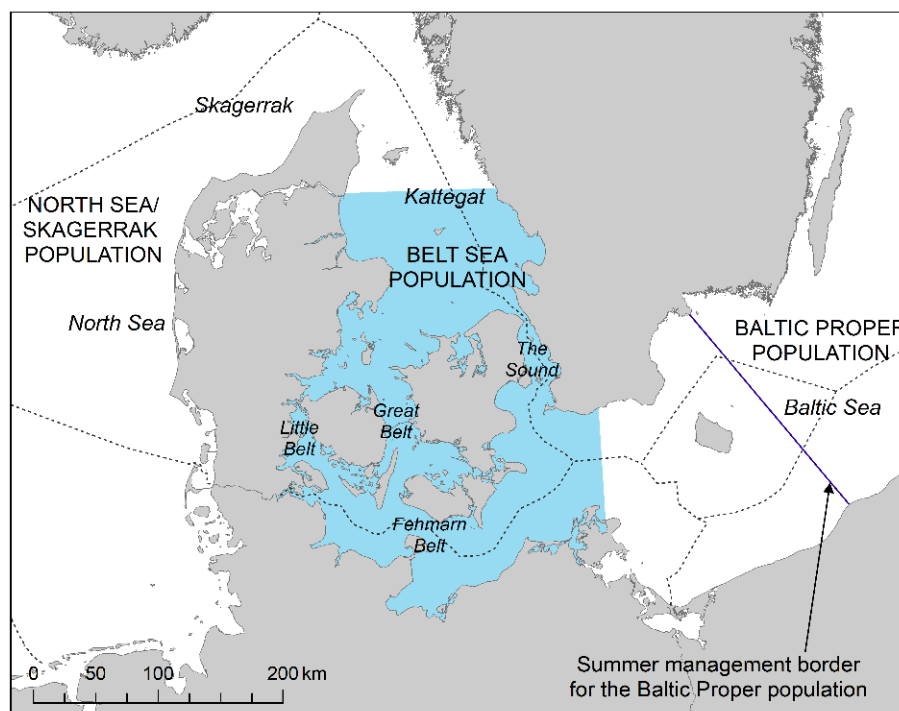 Skagerrak
NORTH SEA/
SKAGERRAK
POPULATION
Kattegat
BELT SEA
POPULATION
North Sea
The
Sound
BALTIC PROPER
POPULATION
Baltic Sea
Little
Belt
Great
Belt
Fehmarn
Belt
0 50 100 200 km
Summer management border
for the Baltic Proper population